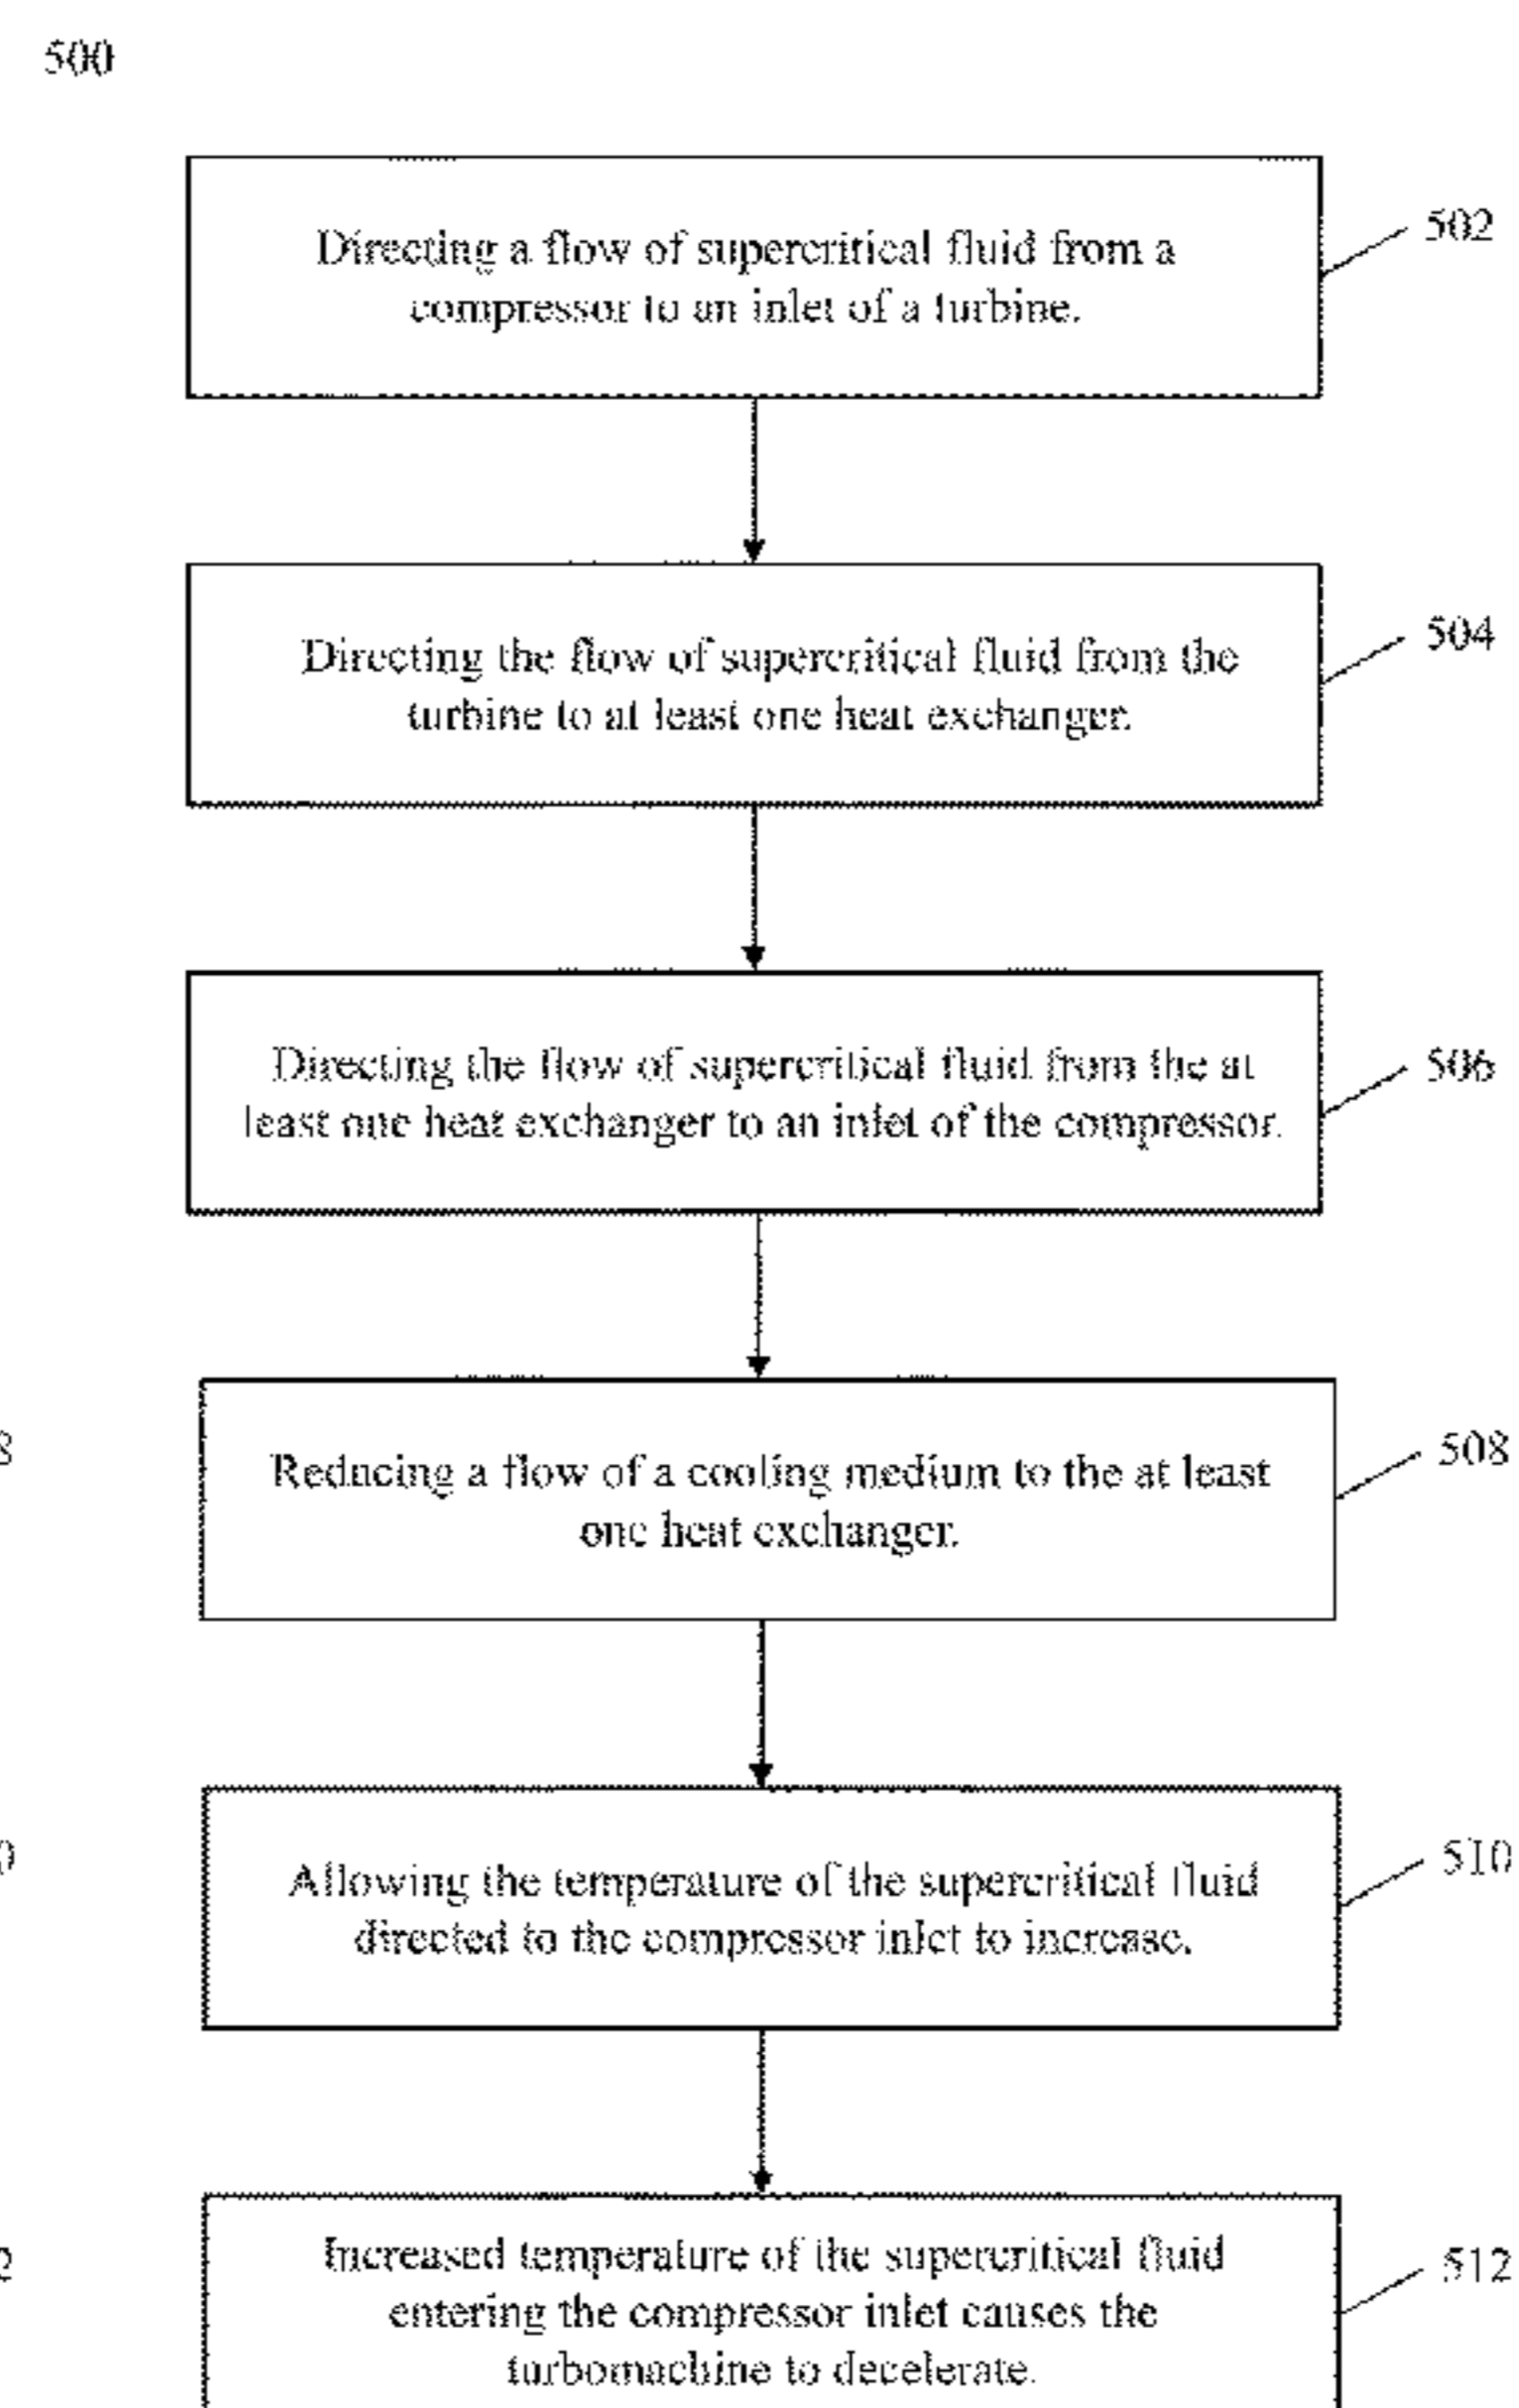 500
Directing a flow of supercritical fluid from a
compressor to an inlet of a turbine.
502
Directing the flow of supercritical fluid from the
turbine to at least one heat exchanger.
504
Directing the flow of supercritical fluid from the at
least one heat exchanger to an inlet of the compressor.
506
8
Reducing a flow of a cooling medium to the at least
one heat exchanger.
508
0
Allowing the temperature of the supercritical fluid
directed to the compressor inlet to increase.
510
2
Increased temperature of the supercritical fluid
entering the compressor inlet causes the
turbomachine to decelerate.
512